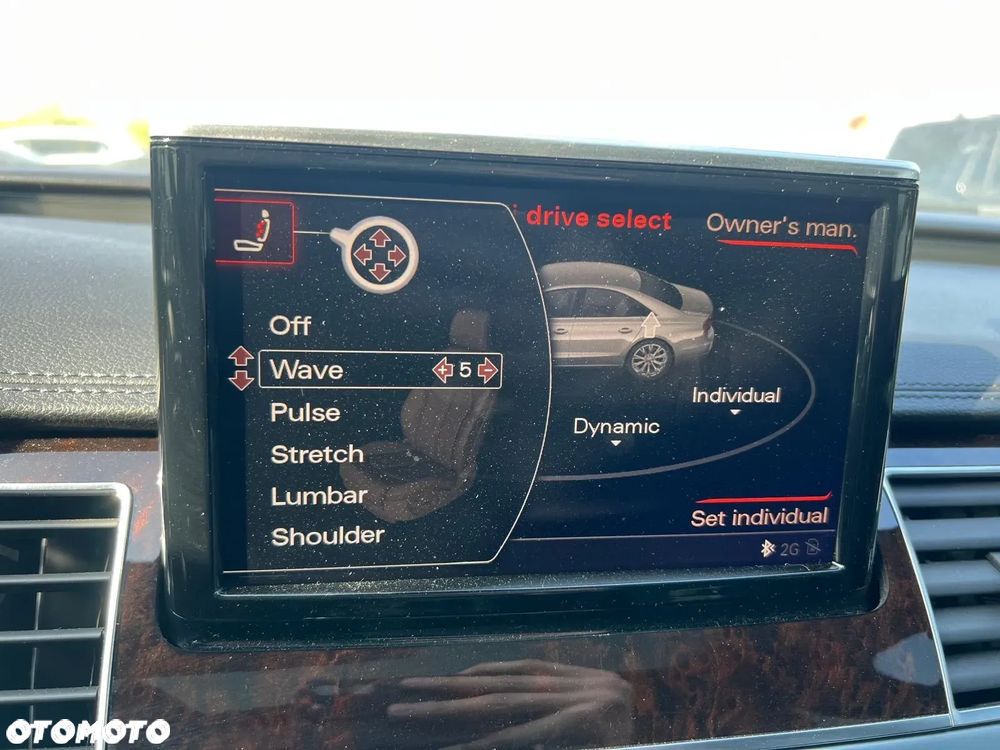 drive select
Owner's man.
Off
Wave 5
Pulse
Stretch
Lumbar
Shoulder
Individual
Dynamic
Set individual
2G
OTOMOTO